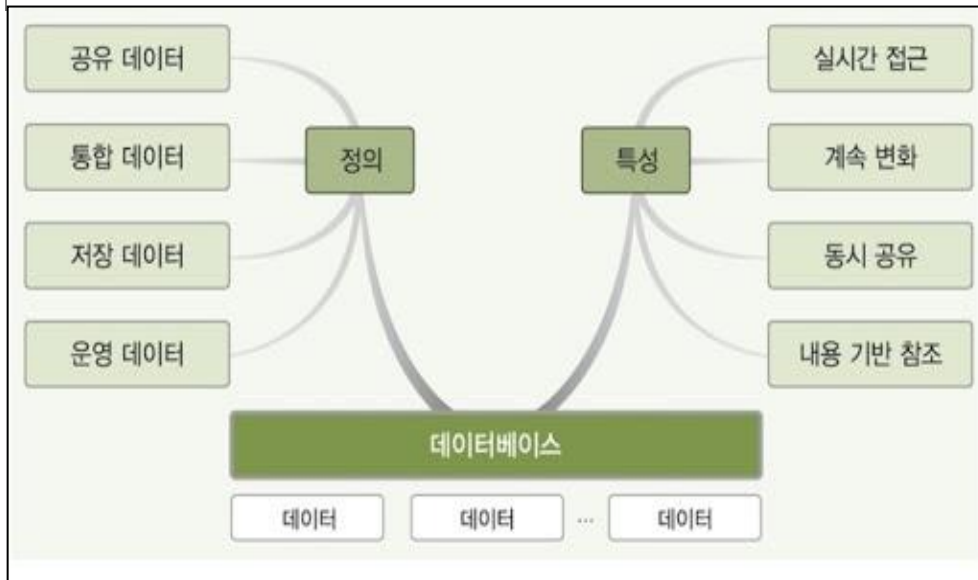 공유 데이터
통합 데이터
저장 데이터
운영 데이터
정의
특성
실시간 접근
계속 변화
동시 공유
내용 기반 참조
데이터베이스
데이터 데이터 ... 데이터